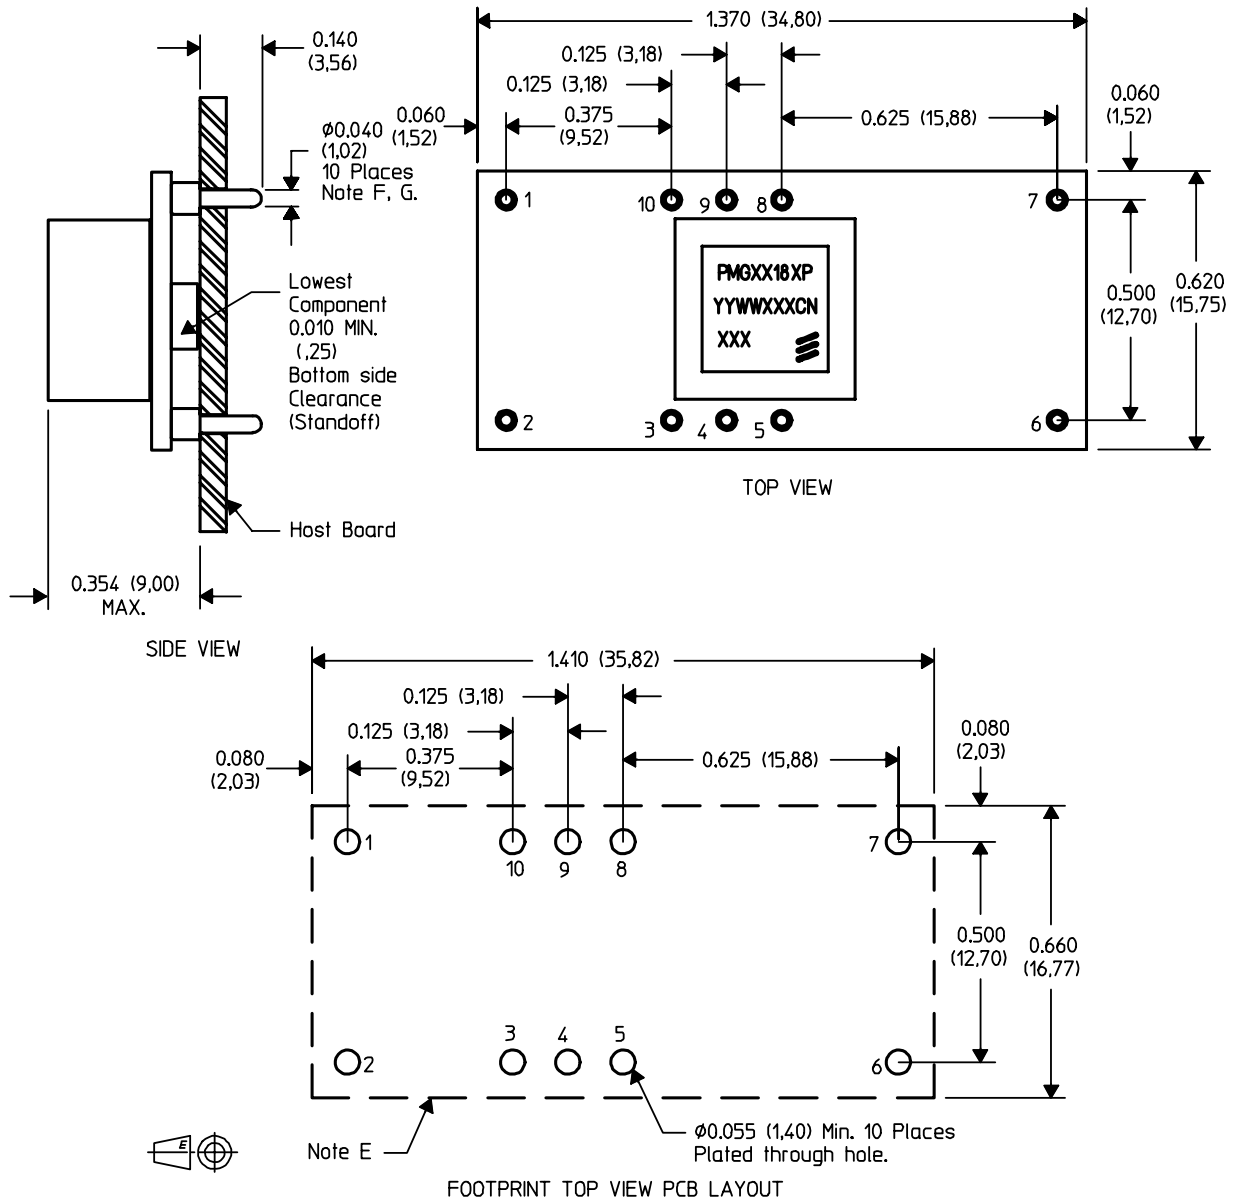 0.140
(3,56)
Ø0.040
(1,02)
10 Places
Note F, G.
Lowest
Component
0.010 MIN.
(,25)
Bottom side
Clearance
(Standoff)
Host Board
0.354 (9,00)
MAX.
SIDE VIEW
1.370 (34,80)
0.125 (3,18)
0.125 (3,18)
0.060
(1,52)
0.375
(9,52)
0.625 (15,88)
0.060
(1,52)
1
10
9
8
7
PMGXX18XP
YYWWXXXCN
XXX
0.500
(12,70)
0.620
(15,75)
2
3
4
5
6
TOP VIEW
1.410 (35,82)
0.125 (3,18)
0.125 (3,18)
0.080
(2,03)
0.375
(9,52)
0.625 (15,88)
0.080
(2,03)
1
10
9
8
7
0.500
(12,70)
0.660
(16,77)
2
3
4
5
6
E
Note E
Ø0.055 (1,40) Min. 10 Places
Plated through hole.
FOOTPRINT TOP VIEW PCB LAYOUT